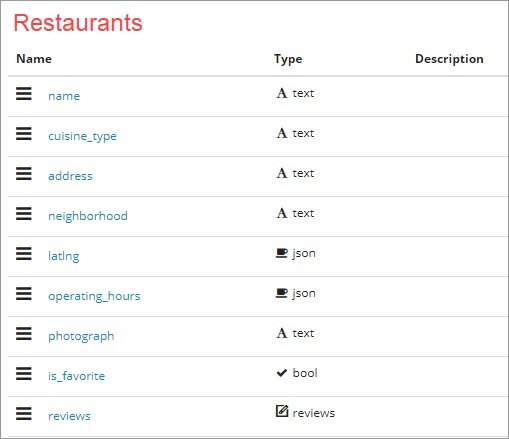 Restaurants
Name Type Description
name A text
cuisine_type A text
address A text
neighborhood A text
latlng json
operating_hours json
photograph A text
is_favorite bool
reviews reviews